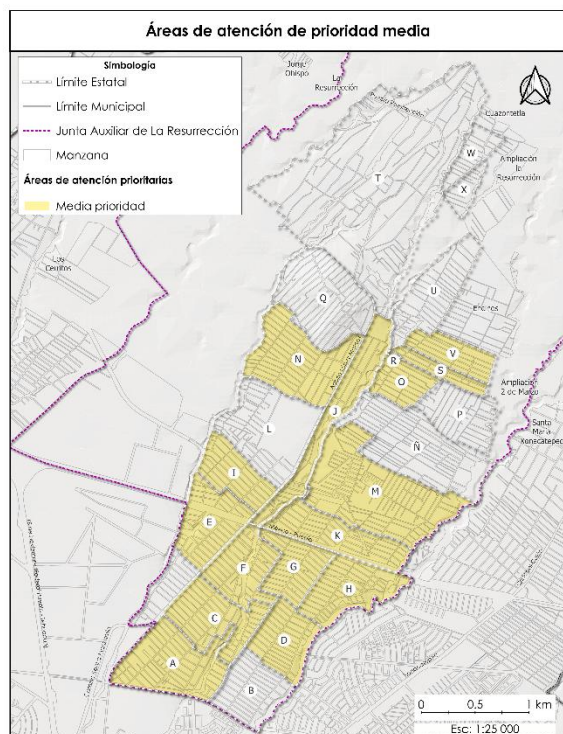 Áreas de atención de prioridad media
Simbología
Límite Estatal
Límite Municipal
Junta Auxiliar de La Resurrección
Manzana
Áreas de atención prioritarias
Media prioridad
Jorge
Obispo
La
Resurrección
Cuazontetla
W
Ampliación
la
Resurrección
X
T
Los
Cerritos
Q
U
N
V
R
S
O
Ampliación
2 de Marzo
J
P
Santa
María
Xonacatepec
L
Ñ
I
M
E
K
F
G
H
C
D
A
B
0 0.5 1 km
Esc: 1:25 000